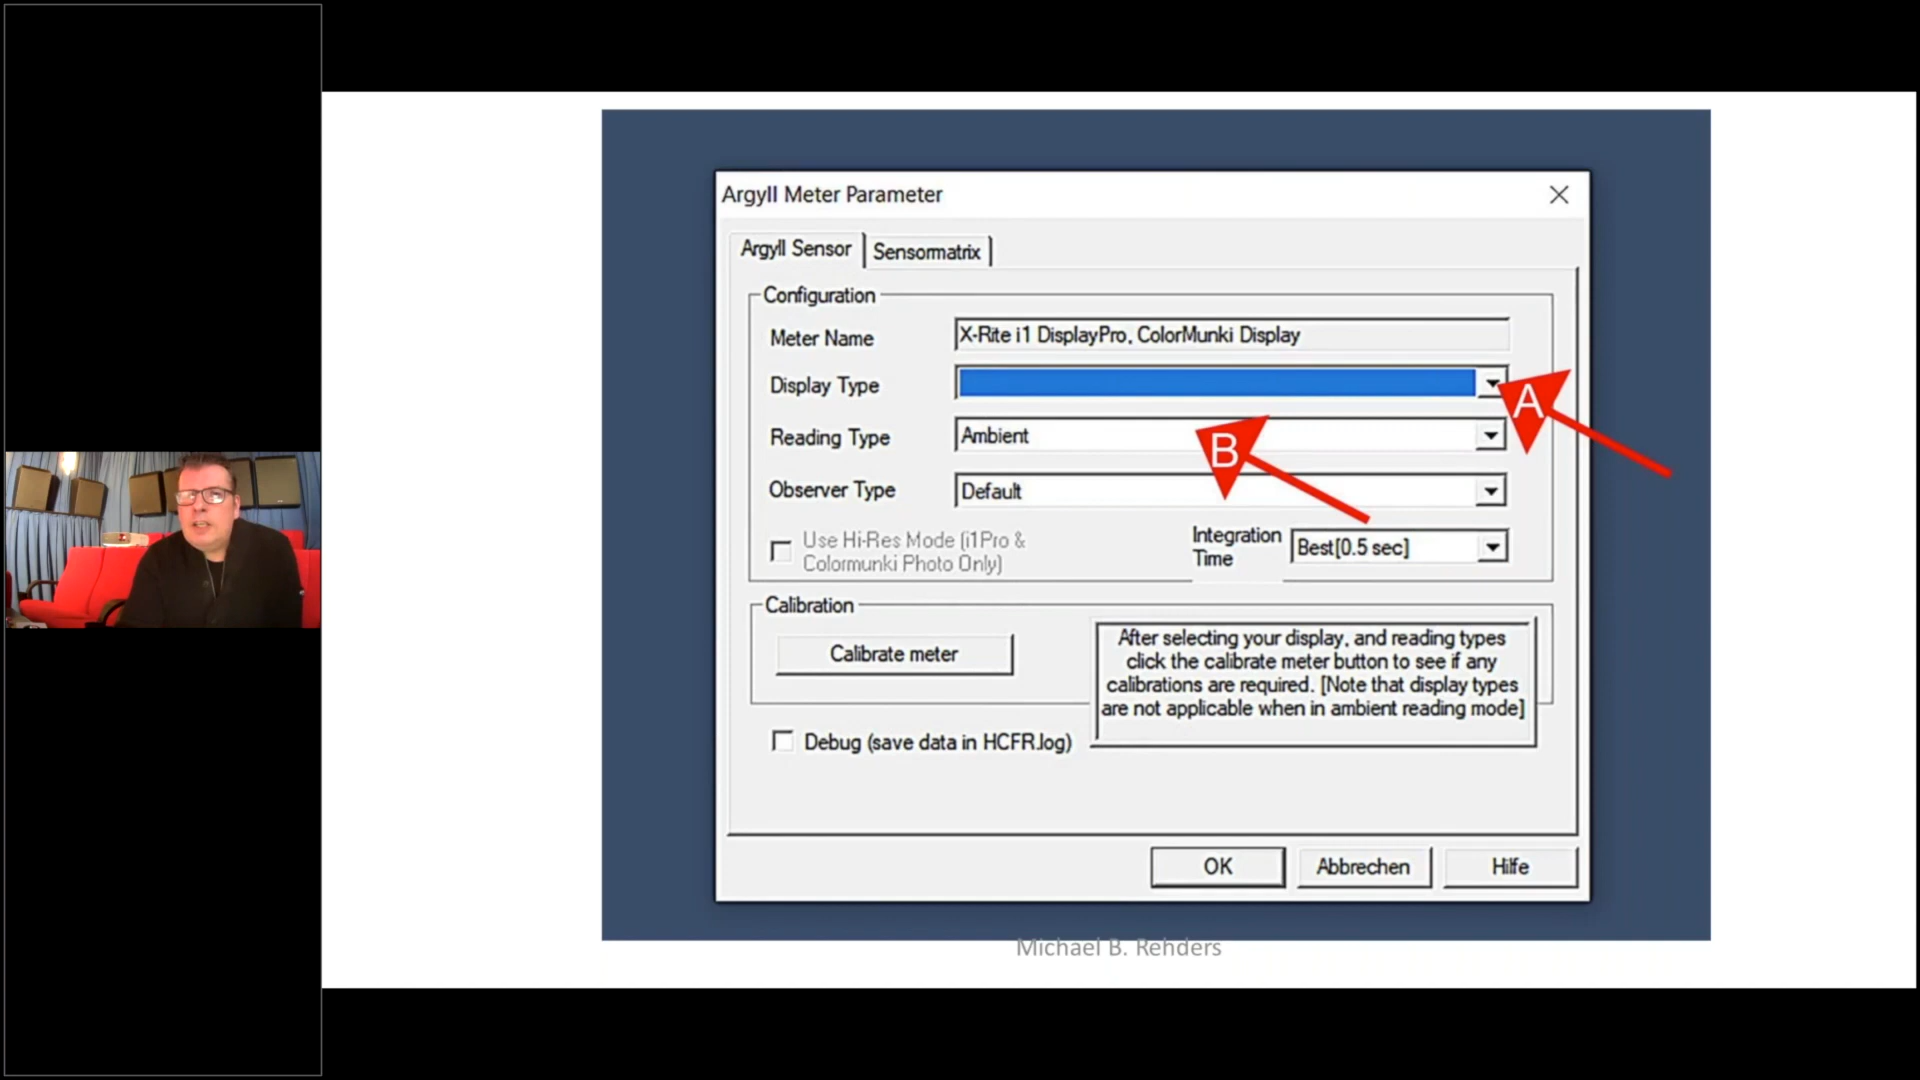 Argyll Meter Parameter
Argyll Sensor Sensormatrix
Configuration
Meter Name X-Rite i1 DisplayPro, ColorMunki Display
Display Type
A
Reading Type Ambient
B
Observer Type Default
Use Hi-Res Mode (i1Pro &
Colormunki Photo Only)
Integration
Time
Best[0.5 sec]
Calibration
Calibrate meter
After selecting your display, and reading types
click the calibrate meter button to see if any
calibrations are required. [Note that display types
are not applicable when in ambient reading mode]
Debug (save data in HCFR.log)
OK Abbrechen Hilfe
Michael B. Rehders